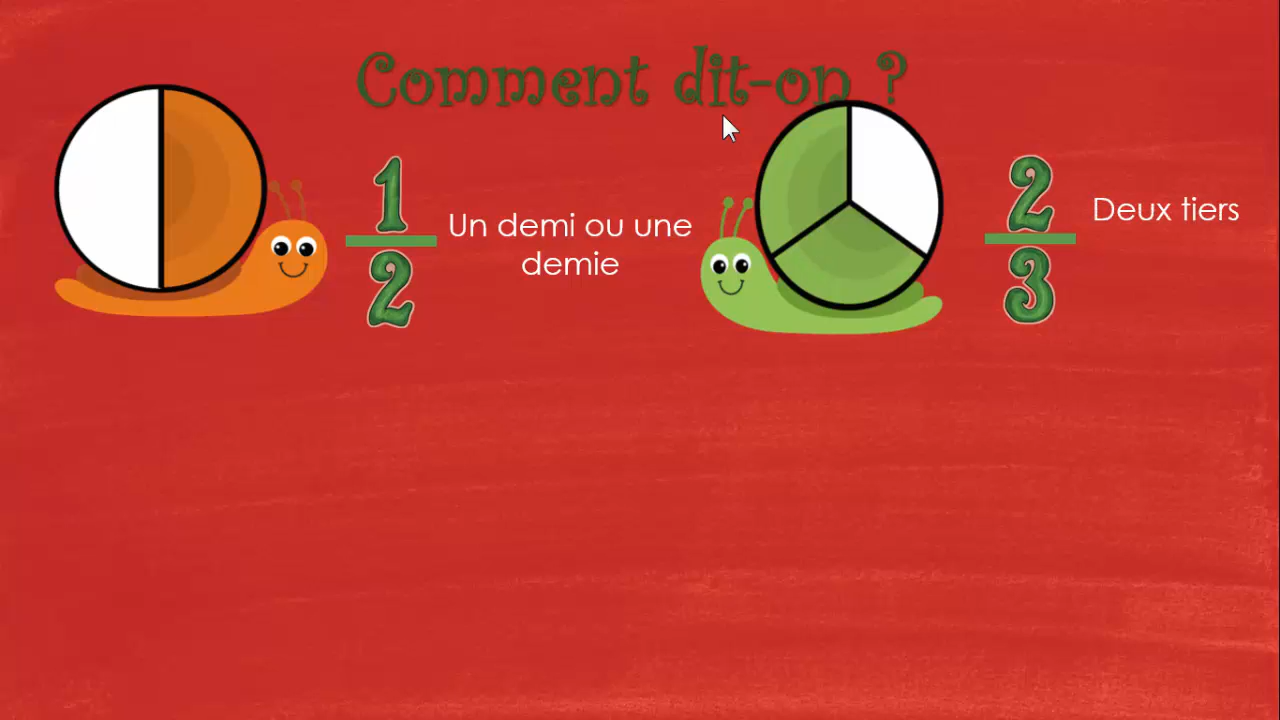 Comment dit-on ?
1
2
Un demi ou une
demie
2
3
Deux tiers